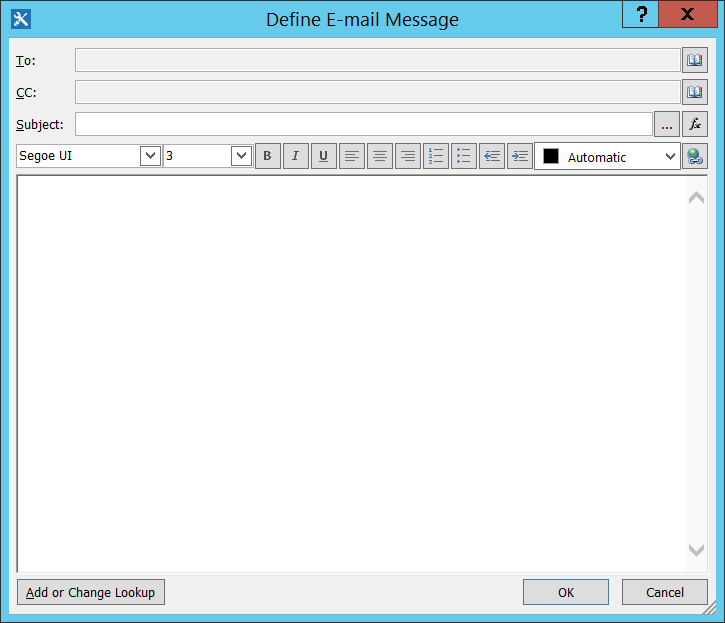 Define E-mail Message
?
X
To:
CC:
Subject:
...
fx
Segoe UI
3
B
I
U
Automatic
Add or Change Lookup
OK
Cancel